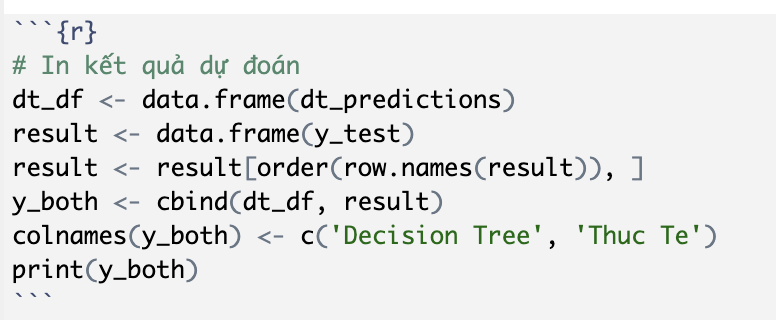 ```{r}
# In kết quả dự đoán
dt_df <- data.frame(dt_predictions)
result <- data.frame(y_test)
result <- result[order(row.names(result)), ]
y_both <- cbind(dt_df, result)
colnames(y_both) <- c('Decision Tree', 'Thuc Te')
print(y_both)
```